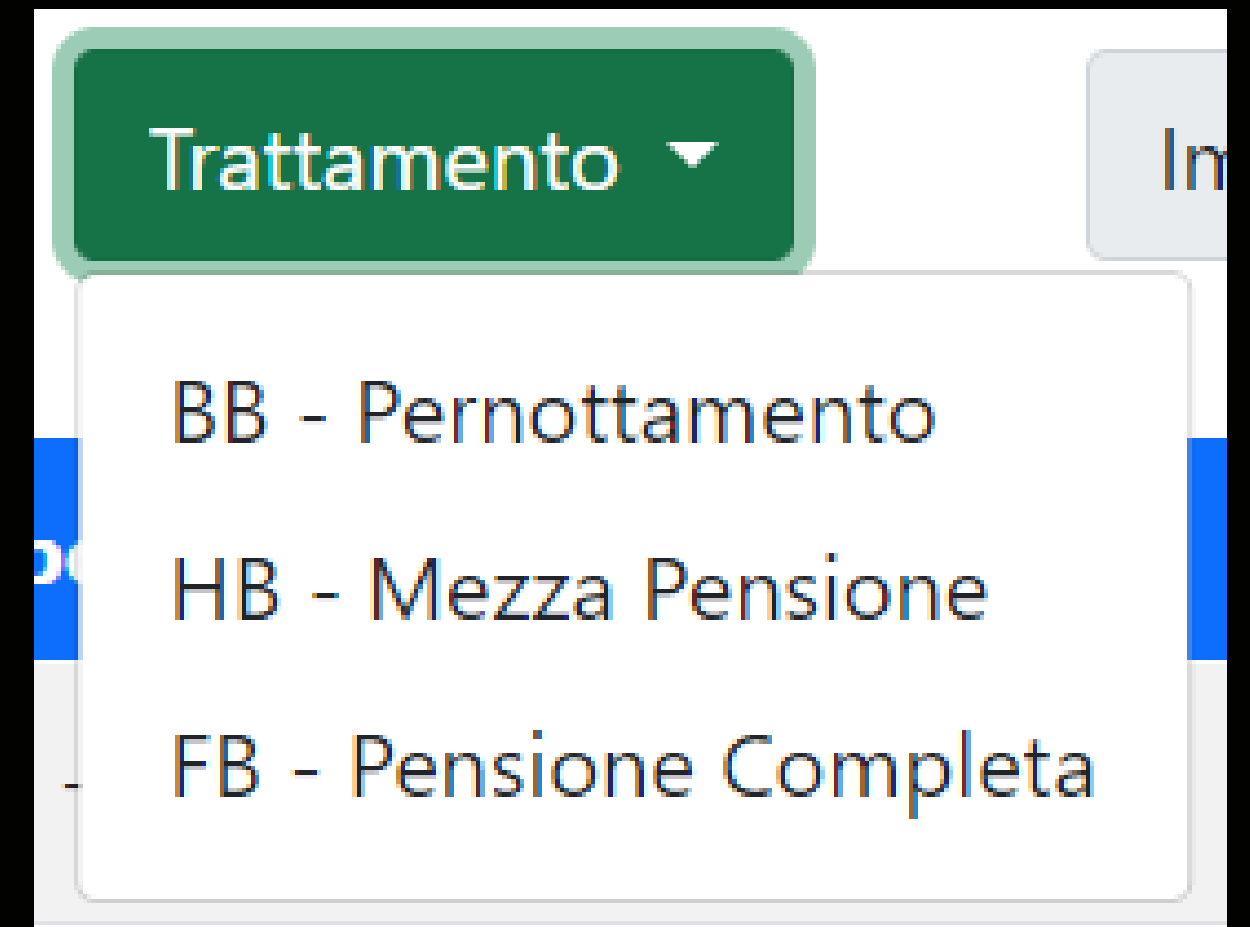 Trattamento
BB - Pernottamento
HB - Mezza Pensione
FB - Pensione Completa